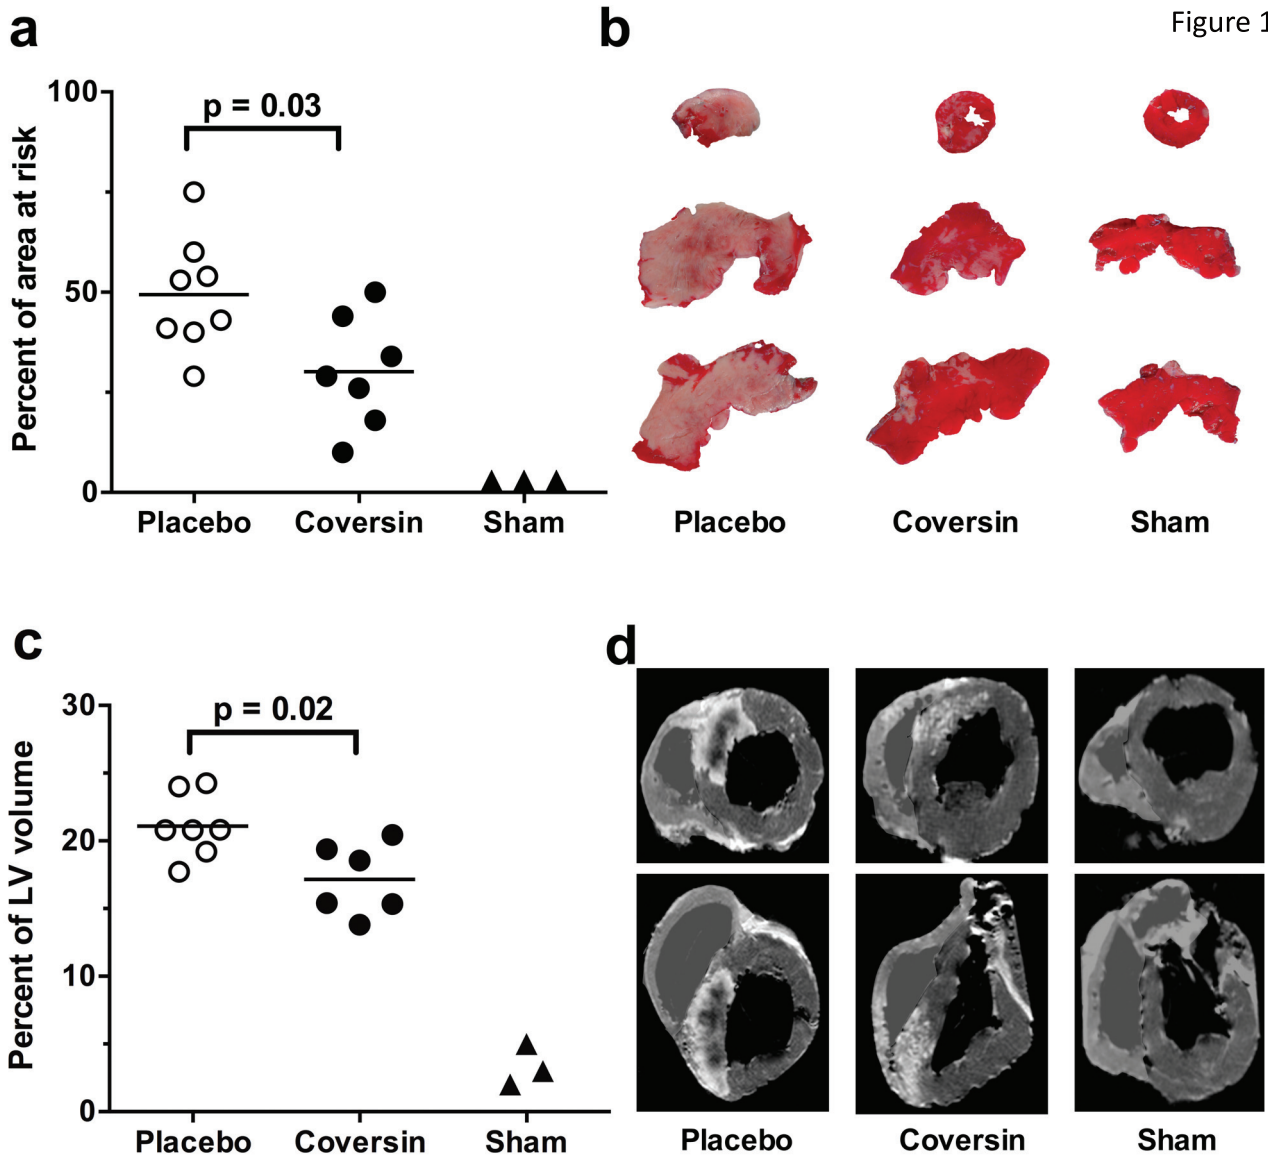 Figure 1
a
Percent of area at risk
100
50
0
p = 0.03
Placebo
Coversin
Sham
b
Placebo
Coversin
Sham
c
Percent of LV volume
30
20
10
0
p = 0.02
Placebo
Coversin
Sham
d
Placebo
Coversin
Sham